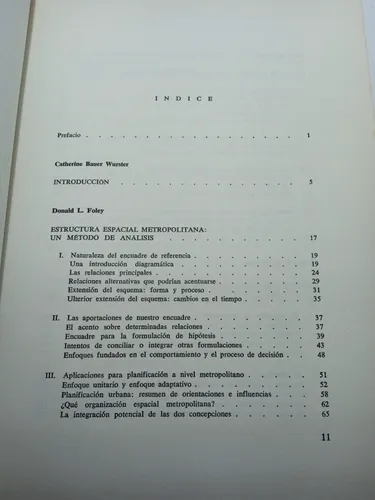 INDICE
Prefacio . . . . . . . . . . . . . . . . . 1
Catherine Bauer Wurster
INTRODUCCIÓN . . . . . . . . . . . . . . 5
Donald L. Foley
ESTRUCTURA ESPACIAL METROPOLITANA:
UN MÉTODO DE ANÁLISIS . . . . . . . . . . . 17
I. Naturaleza del encuadre de referencia . . . . . . . . 19
Una introducción diagramática . . . . . . . . . 19
Las relaciones principales . . . . . . . . . . 24
Relaciones alternativas que podrían acentuarse . . . . . 29
Extensión del esquema: forma y proceso . . . . . . . 31
Ulterior extensión del esquema: cambios en el tiempo . . . 35
II. Las aportaciones de nuestro encuadre . . . . . . . . 37
El acento sobre determinadas relaciones . . . . . . . 37
Encuadre para la formulación de hipótesis . . . . . . 39
Intentos de conciliar o integrar otras formulaciones . . . 43
Enfoques fundados en el comportamiento y el proceso de decisión . 48
III. Aplicaciones para planificación a nivel metropolitano . . . . 51
Enfoque unitario y enfoque adaptativo . . . . . . . 52
Planificación urbana: resumen de orientaciones e influencias . . 58
¿Qué organización espacial metropolitana? . . . . . . 62
La integración potencial de las dos concepciones . . . . . 65
11